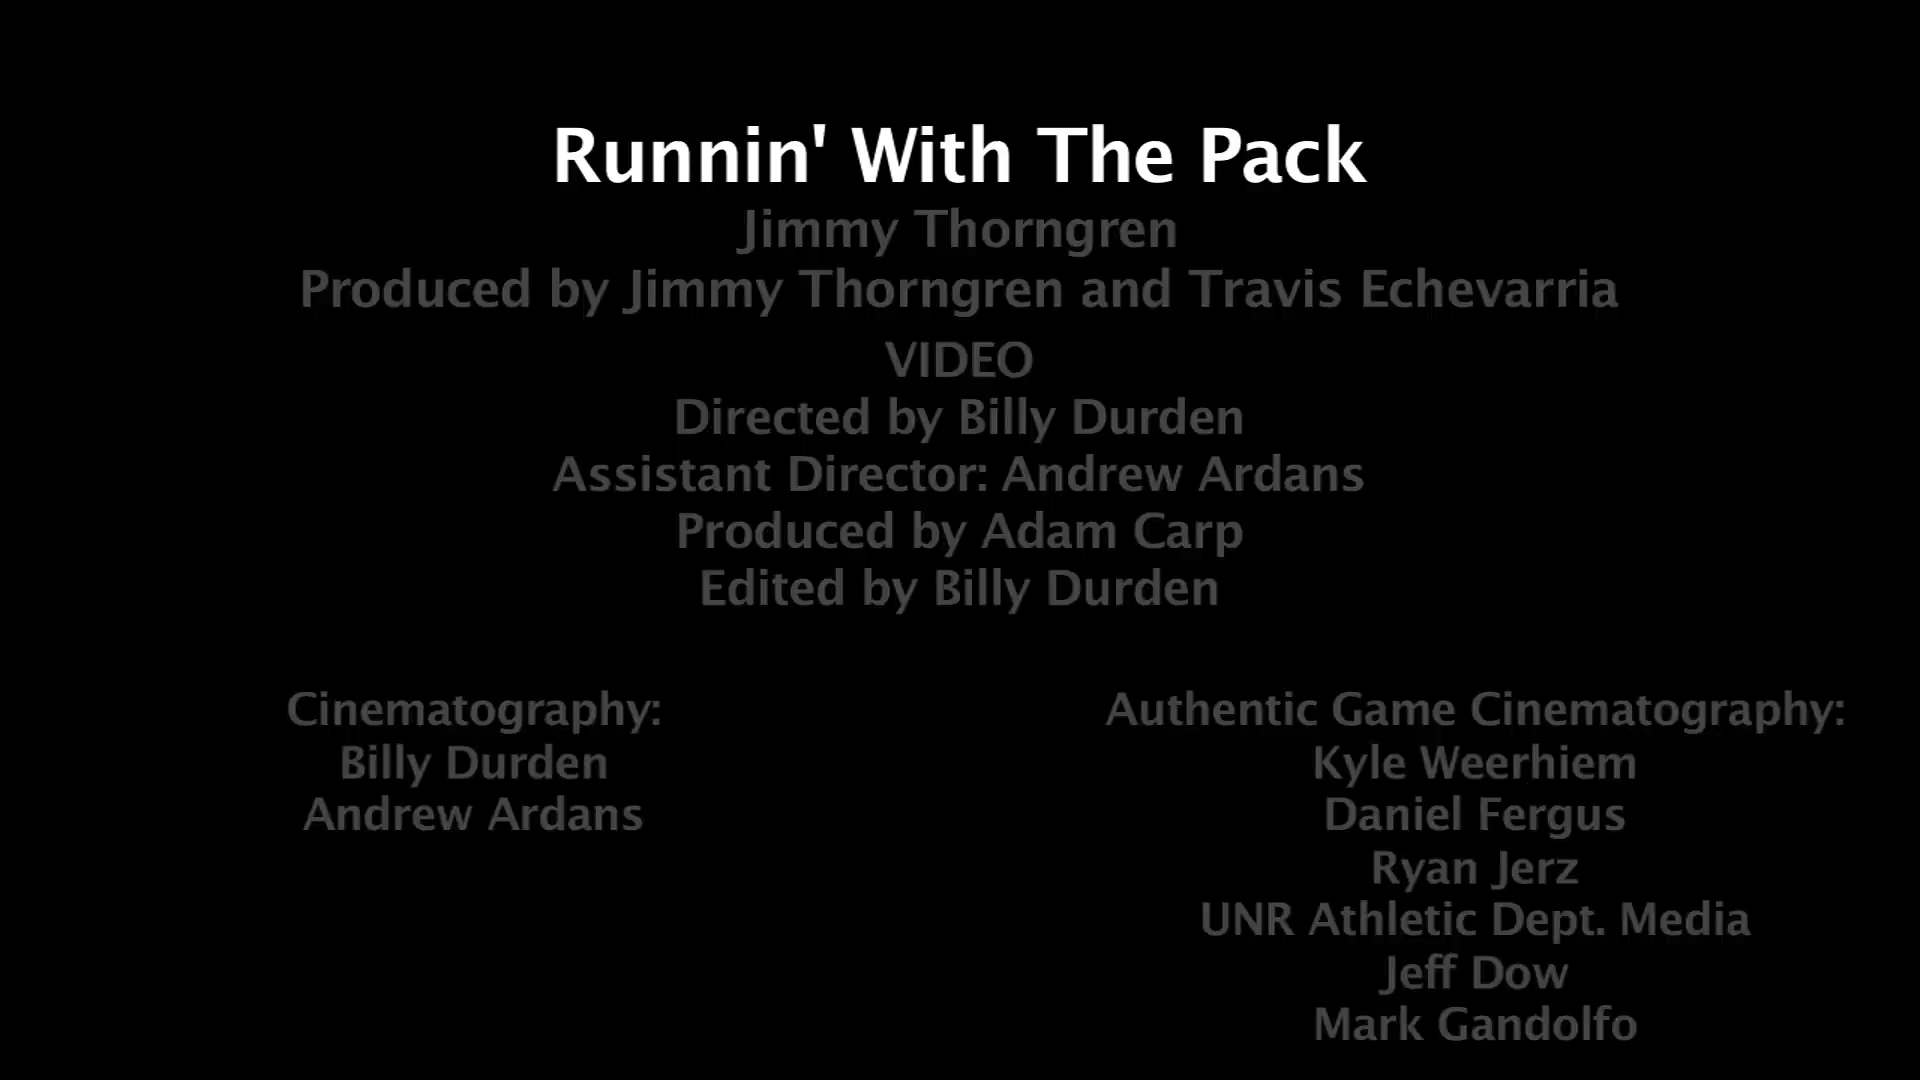 Runnin' With The Pack
Jimmy Thorngren
Produced by Jimmy Thorngren and Travis Echevarria
VIDEO
Directed by Billy Durden
Assistant Director: Andrew Ardans
Produced by Adam Carp
Edited by Billy Durden
Cinematography:
Billy Durden
Andrew Ardans
Authentic Game Cinematography:
Kyle Weerhiem
Daniel Fergus
Ryan Jerz
UNR Athletic Dept. Media
Jeff Dow
Mark Gandolfo